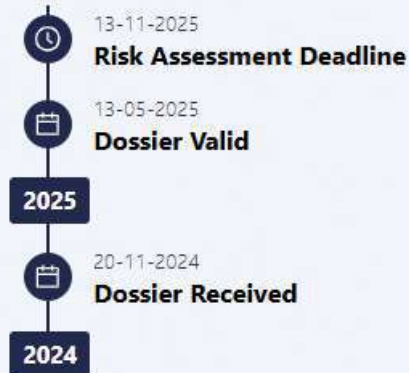 13-11-2025
Risk Assessment Deadline
13-05-2025
Dossier Valid
2025
20-11-2024
Dossier Received
2024